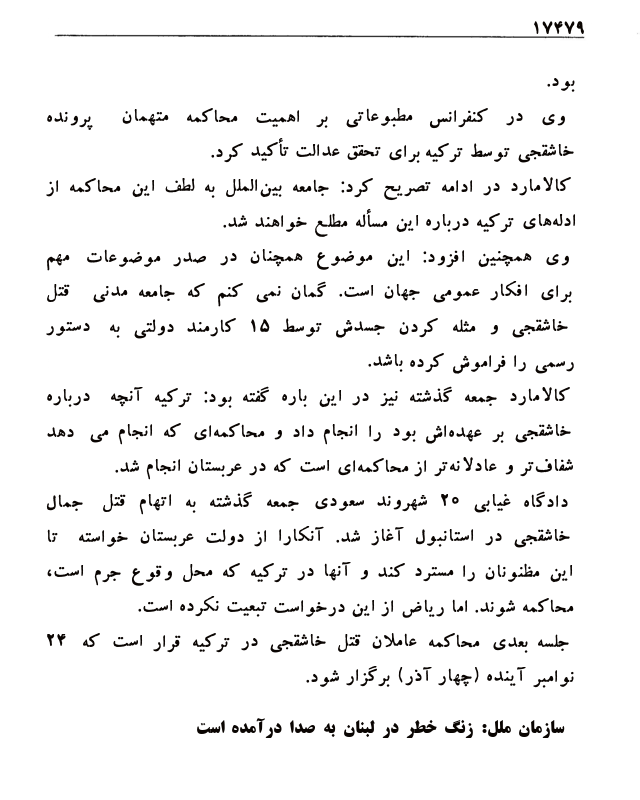 ۱۷۴۷۹
بود.
وی در کنفرانس مطبوعاتی بر اهمیت محاکمه متهمان پرونده
خاشقجی توسط ترکیه برای تحقق عدالت تأکید کرد.
کالامارد در ادامه تصریح کرد: جامعه بین‌الملل به لطف این محاکمه از
ادله‌های ترکیه درباره این مسأله مطلع خواهند شد.
وی همچنین افزود: این موضوع همچنان در صدر موضوعات مهم
برای افکار عمومی جهان است. گمان نمی کنم که جامعه مدنی قتل
خاشقجی و مثله کردن جسدش توسط ۱۵ کارمند دولتی به دستور
رسمی را فراموش کرده باشد.
کالامارد جمعه گذشته نیز در این باره گفته بود: ترکیه آنچه درباره
خاشقجی بر عهده‌اش بود را انجام داد و محاکمه‌ای که انجام می دهد
شفاف‌تر و عادلانه‌تر از محاکمه‌ای است که در عربستان انجام شد.
دادگاه غیابی ۲۰ شهروند سعودی جمعه گذشته به اتهام قتل جمال
خاشقجی در استانبول آغاز شد. آنکارا از دولت عربستان خواسته تا
این مظنونان را مسترد کند و آنها در ترکیه که محل وقوع جرم است،
محاکمه شوند. اما ریاض از این درخواست تبعیت نکرده است.
جلسه بعدی محاکمه عاملان قتل خاشقجی در ترکیه قرار است که ۲۴
نوامبر آینده (چهار آذر) برگزار شود.
سازمان ملل: زنگ خطر در لبنان به صدا درآمده است